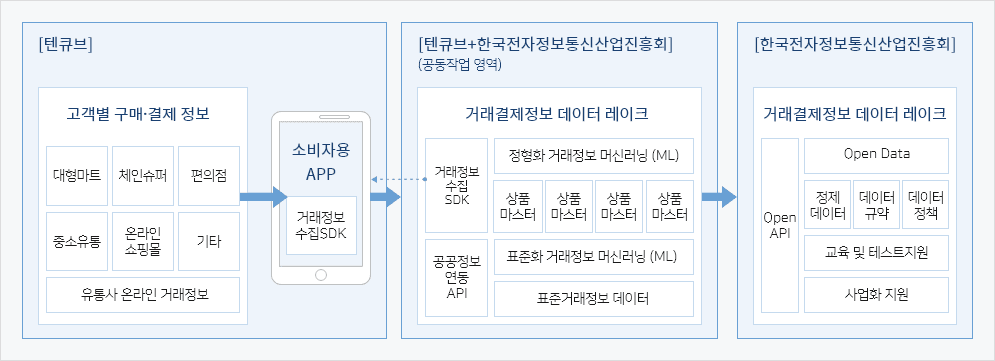 [텐큐브]
고객별 구매·결제 정보
대형마트
체인슈퍼
편의점
중소유통
온라인
쇼핑몰
기타
유통사 온라인 거래정보
소비자용
APP
거래정보
수집SDK
[텐큐브+한국전자정보통신산업진흥회]
(공동작업 영역)
거래결제정보 데이터 레이크
거래정보
수집
SDK
공공정보
연동
API
정형화 거래정보 머신러닝 (ML)
상품
마스터
상품
마스터
상품
마스터
상품
마스터
표준화 거래정보 머신러닝 (ML)
표준거래정보 데이터
[한국전자정보통신산업진흥회]
거래결제정보 데이터 레이크
Open
API
Open Data
정제
데이터
데이터
규약
데이터
정책
교육 및 테스트지원
사업화 지원